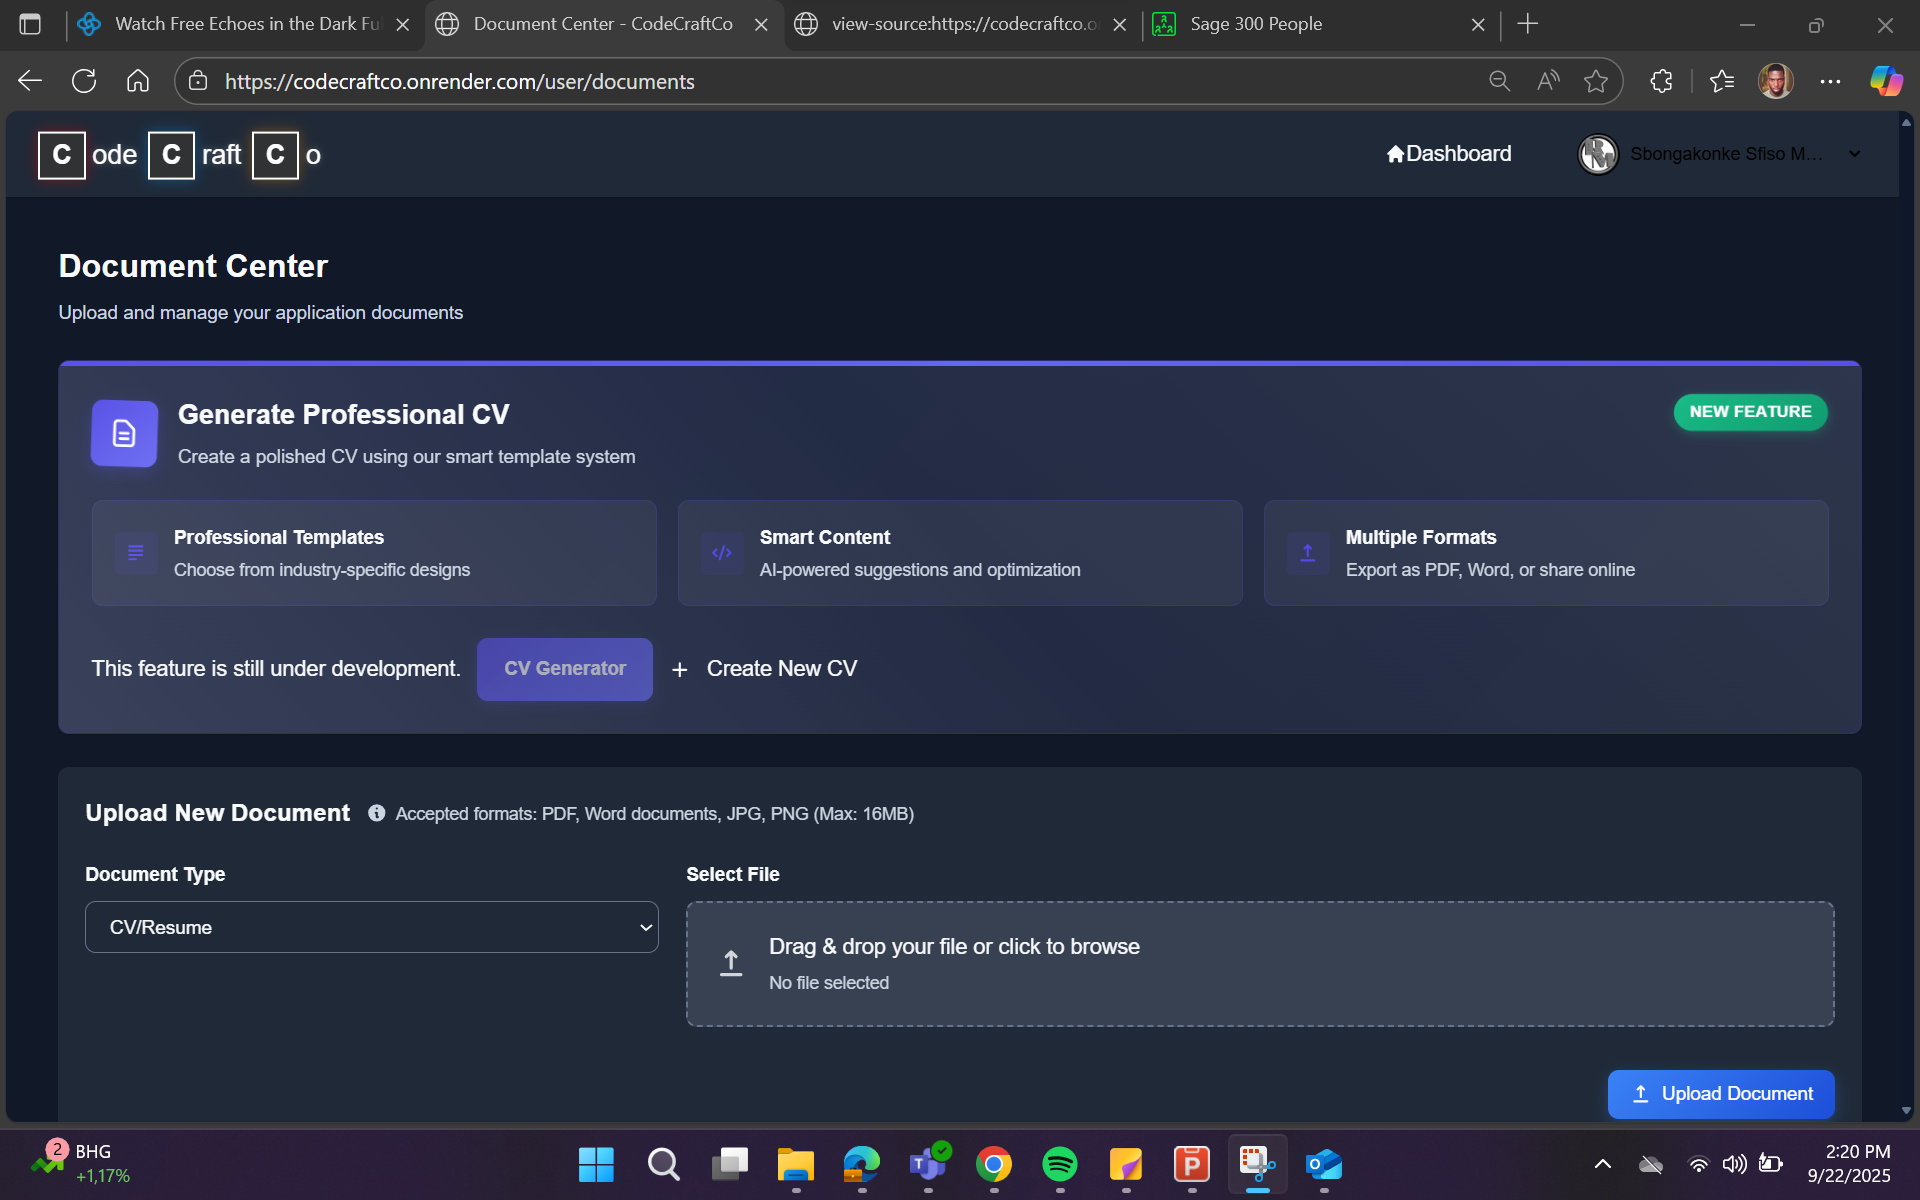 Watch Free Echoes in the Dark Fu
Document Center - CodeCraftCo
view-source:https://codecraftco.o
Sage 300 People
https://codecraftco.onrender.com/user/documents
Code Craft Co
Dashboard
Sbongakonke Sfiso M...
Document Center
Upload and manage your application documents
Generate Professional CV
NEW FEATURE
Create a polished CV using our smart template system
Professional Templates
Choose from industry-specific designs
Smart Content
AI-powered suggestions and optimization
Multiple Formats
Export as PDF, Word, or share online
This feature is still under development.
CV Generator
+ Create New CV
Upload New Document
Accepted formats: PDF, Word documents, JPG, PNG (Max: 16MB)
Document Type
CV/Resume
Select File
Drag & drop your file or click to browse
No file selected
Upload Document
2
BHG
+1,17%
2:20 PM
9/22/2025